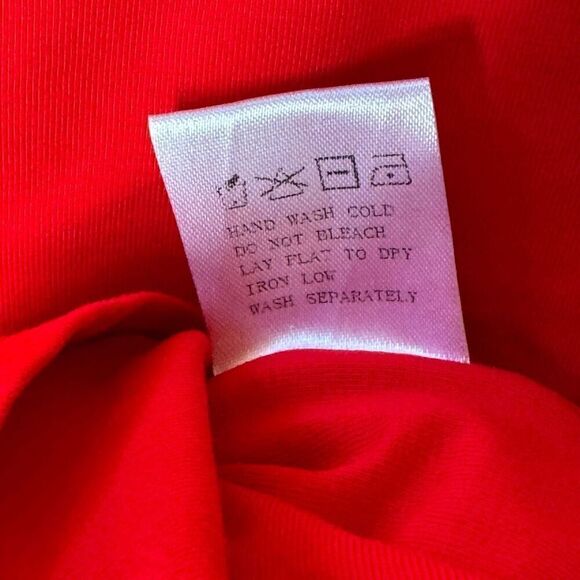 HAND WASH COLD
DO NOT BLEACH
LAY FLAT TO DRY
IRON LOW
WASH SEPARATELY